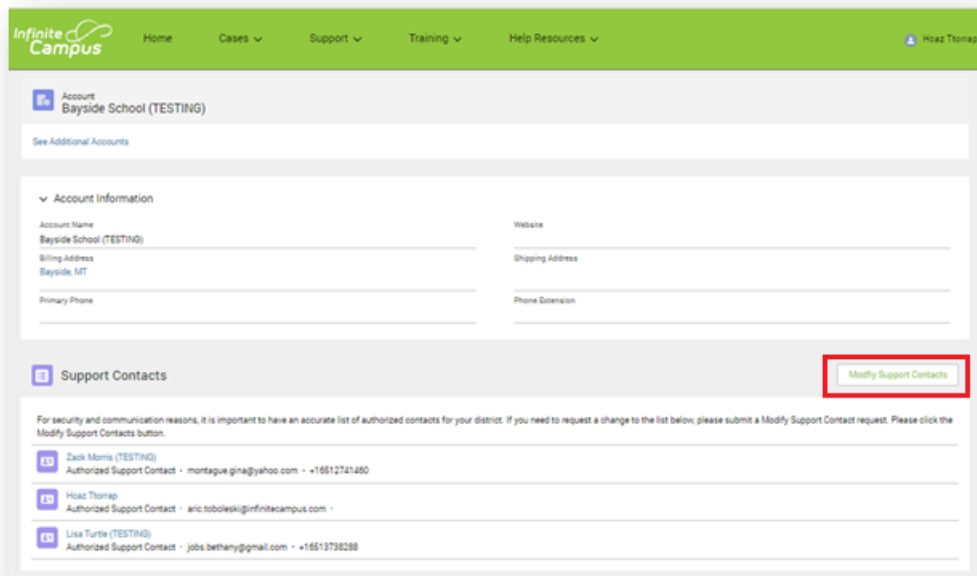 Infinite Campus
Home Cases Support Training Help Resources Hoaz Thorrap
Account
Bayside School (TESTING)
See Additional Accounts
Account Information
Account Name Website
Bayside School (TESTING)
Billing Address Shipping Address
Bayside, MT
Primary Phone Phone Extension
Support Contacts Modfiy Support Contacts
For security and communication reasons, it is important to have an accurate list of authorized contacts for your district. If you need to request a change to the list below, please submit a Modify Support Contact request. Please click the
Modify Support Contacts button.
Zack Morris (TESTING)
Authorized Support Contact · montague.gina@yahoo.com · +16512741460
Hoaz Thorrap
Authorized Support Contact · aric.toboleski@infinitecampus.com ·
Lisa Turtle (TESTING)
Authorized Support Contact · jobs.bethany@gmail.com · +16513738288